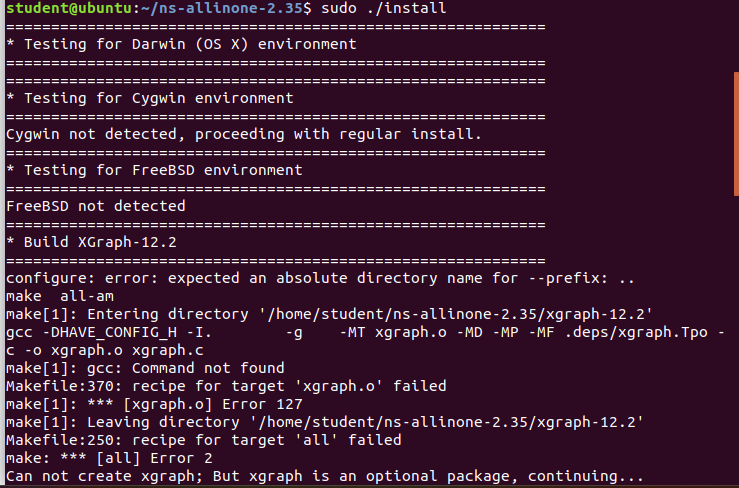 student@ubuntu:~/ns-allinone-2.35$ sudo ./install
============================================================
* Testing for Darwin (OS X) environment
============================================================
============================================================
* Testing for Cygwin environment
============================================================
Cygwin not detected, proceeding with regular install.
============================================================
* Testing for FreeBSD environment
============================================================
FreeBSD not detected
============================================================
* Build XGraph-12.2
============================================================
configure: error: expected an absolute directory name for --prefix: ..
make  all-am
make[1]: Entering directory '/home/student/ns-allinone-2.35/xgraph-12.2'
gcc -DHAVE_CONFIG_H -I.        -g    -MT xgraph.o -MD -MP -MF .deps/xgraph.Tpo -
c -o xgraph.o xgraph.c
make[1]: gcc: Command not found
Makefile:370: recipe for target 'xgraph.o' failed
make[1]: *** [xgraph.o] Error 127
make[1]: Leaving directory '/home/student/ns-allinone-2.35/xgraph-12.2'
Makefile:250: recipe for target 'all' failed
make: *** [all] Error 2
Can not create xgraph; But xgraph is an optional package, continuing...